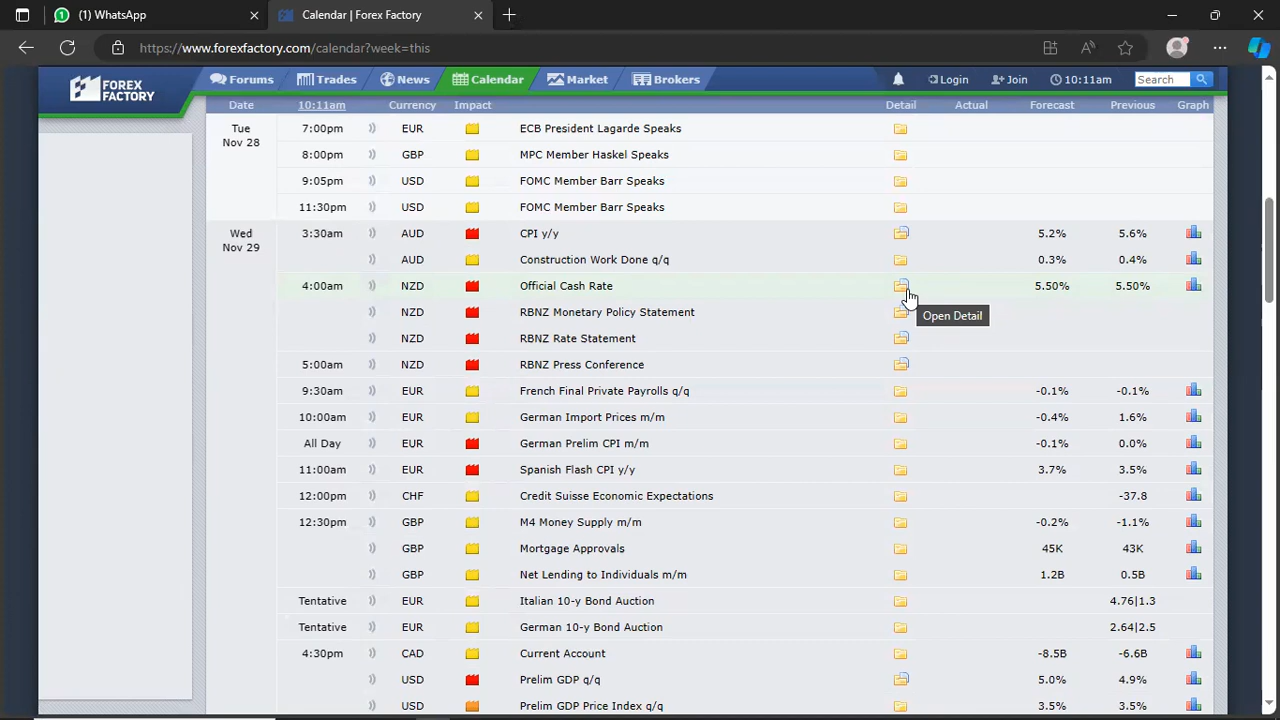 (1) WhatsApp
Calendar | Forex Factory
https://www.forexfactory.com/calendar?week=this
FOREX FACTORY Forums Trades News Calendar Market Brokers Login Join 10:11am Search
Date 10:11am Currency Impact Detail Actual Forecast Previous Graph
Tue Nov 28 7:00pm EUR ECB President Lagarde Speaks
8:00pm GBP MPC Member Haskel Speaks
9:05pm USD FOMC Member Barr Speaks
11:30pm USD FOMC Member Barr Speaks
Wed Nov 29 3:30am AUD CPI y/y 5.2% 5.6%
AUD Construction Work Done q/q 0.3% 0.4%
4:00am NZD Official Cash Rate 5.50% 5.50%
Open Detail
NZD RBNZ Monetary Policy Statement
NZD RBNZ Rate Statement
5:00am NZD RBNZ Press Conference
9:30am EUR French Final Private Payrolls q/q -0.1% -0.1%
10:00am EUR German Import Prices m/m -0.4% 1.6%
All Day EUR German Prelim CPI m/m -0.1% 0.0%
11:00am EUR Spanish Flash CPI y/y 3.7% 3.5%
12:00pm CHF Credit Suisse Economic Expectations -37.8
12:30pm GBP M4 Money Supply m/m -0.2% -1.1%
GBP Mortgage Approvals 45K 43K
GBP Net Lending to Individuals m/m 1.2B 0.5B
Tentative EUR Italian 10-y Bond Auction 4.76|1.3
Tentative EUR German 10-y Bond Auction 2.64|2.5
4:30pm CAD Current Account -8.5B -6.6B
USD Prelim GDP q/q 5.0% 4.9%
USD Prelim GDP Price Index q/q 3.5% 3.5%